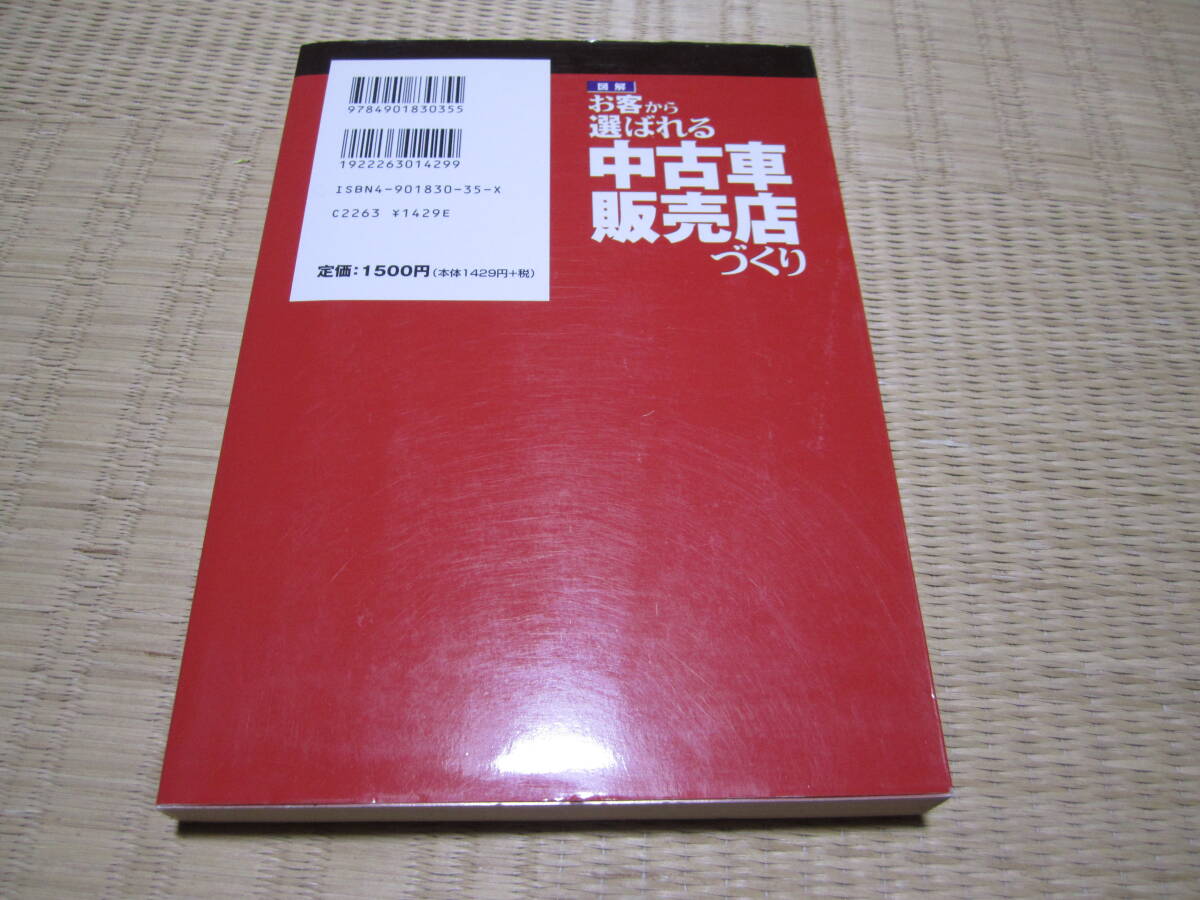 9784901830355
1922263014299
ISBN4-901830-35-X
C2263 ¥1429E
定価：1500円（本体1429円+税）
図解
お客から
選ばれる
中古車
販売店
づくり